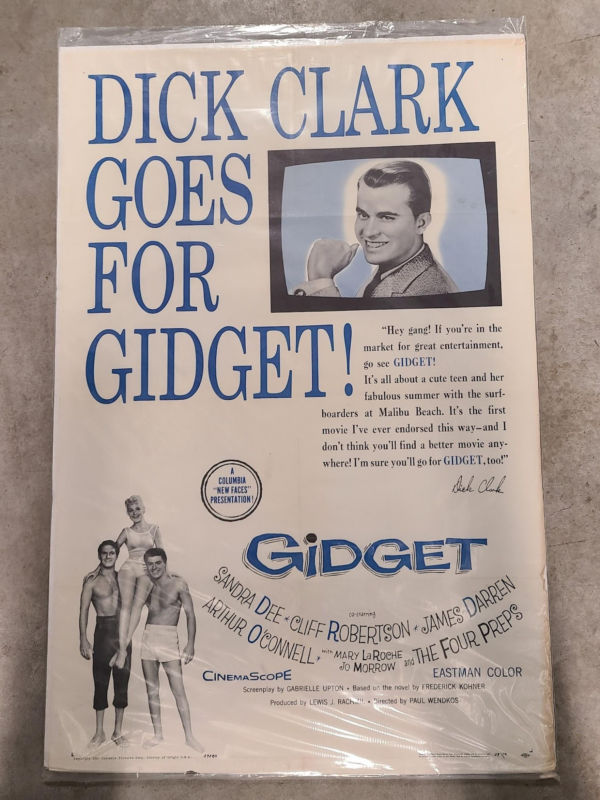 DICK CLARK
GOES
FOR
GIDGET!
"Hey gang! If you're in the
market for great entertainment,
go see GIDGET!
It's all about a cute teen and her
fabulous summer with the surf-
boarders at Malibu Beach. It's the first
movie I've ever endorsed this way—and I
don't think you'll find a better movie any-
where! I'm sure you'll go for GIDGET, too!"
Dick Clark
A
COLUMBIA
"NEW FACES"
PRESENTATION!
GIDGET
co-starring
SANDRA DEE • CLIFF ROBERTSON • JAMES DARREN
ARTHUR O'CONNELL • with MARY LaROCHE
JO MORROW and THE FOUR PREPS
CINEMASCOPE
EASTMAN COLOR
Screenplay by GABRIELLE UPTON • Based on the novel by FREDERICK KOHNER
Produced by LEWIS J. • Directed by PAUL WENDKOS